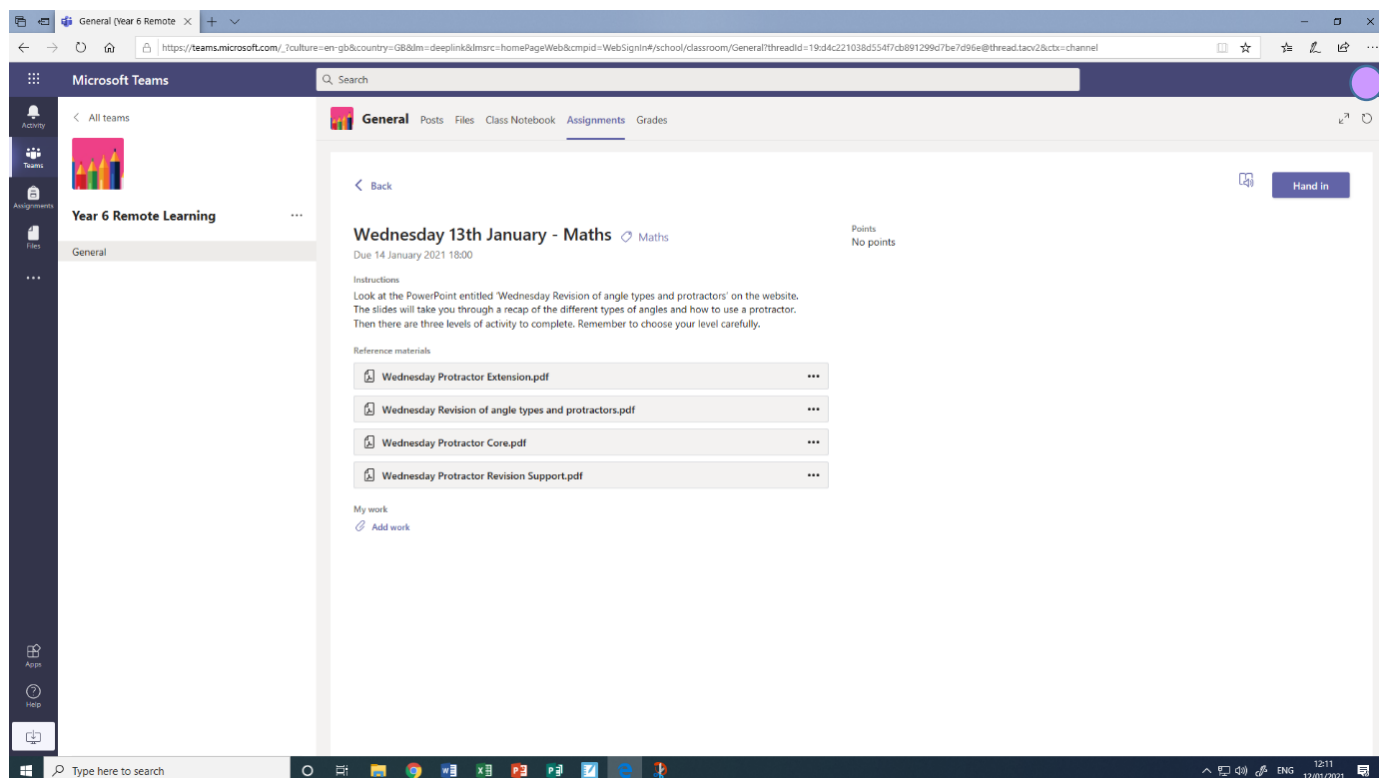 General (Year 6 Remote
https://teams.microsoft.com/_?culture=en-gb&country=GB&lm=deeplink&lmsrc=homePageWeb&cmpid=WebSignIn#/school/classroom/General?threadId=19:d4c221038d554f7cb891299d7be7d96e@thread.tacv2&ctx=channel
Microsoft Teams
Search
Activity
Teams
Assignments
Files
Apps
Help
All teams
Year 6 Remote Learning
General
General Posts Files Class Notebook Assignments Grades
Back
Hand in
Wednesday 13th January - Maths Maths
Due 14 January 2021 18:00
Points
No points
Instructions
Look at the PowerPoint entitled 'Wednesday Revision of angle types and protractors' on the website.
The slides will take you through a recap of the different types of angles and how to use a protractor.
Then there are three levels of activity to complete. Remember to choose your level carefully.
Reference materials
Wednesday Protractor Extension.pdf
Wednesday Revision of angle types and protractors.pdf
Wednesday Protractor Core.pdf
Wednesday Protractor Revision Support.pdf
My work
Add work
Type here to search
ENG
12:11
12/01/2021